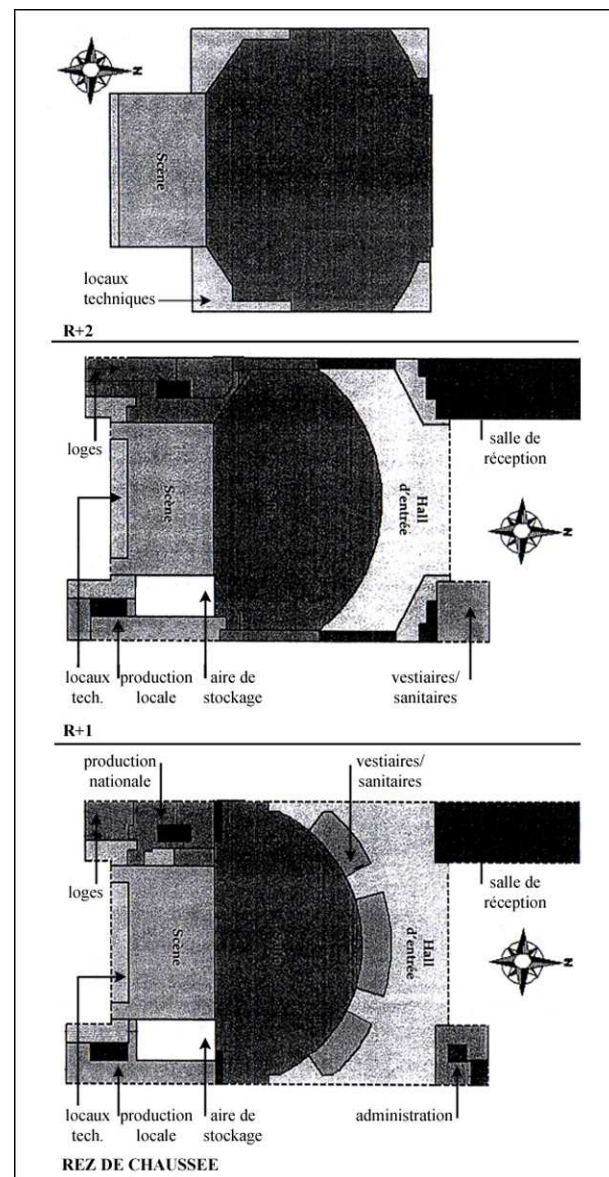 N
Scène
locaux
techniques
R+2
loges
Scène
Hall
d'entrée
salle de
réception
N
locaux
tech.
production
locale
aire de
stockage
vestiaires/
sanitaires
R+1
production
nationale
vestiaires/
sanitaires
loges
Scène
Hall
d'entrée
salle de
réception
N
locaux
tech.
production
locale
aire de
stockage
administration
REZ DE CHAUSSEE